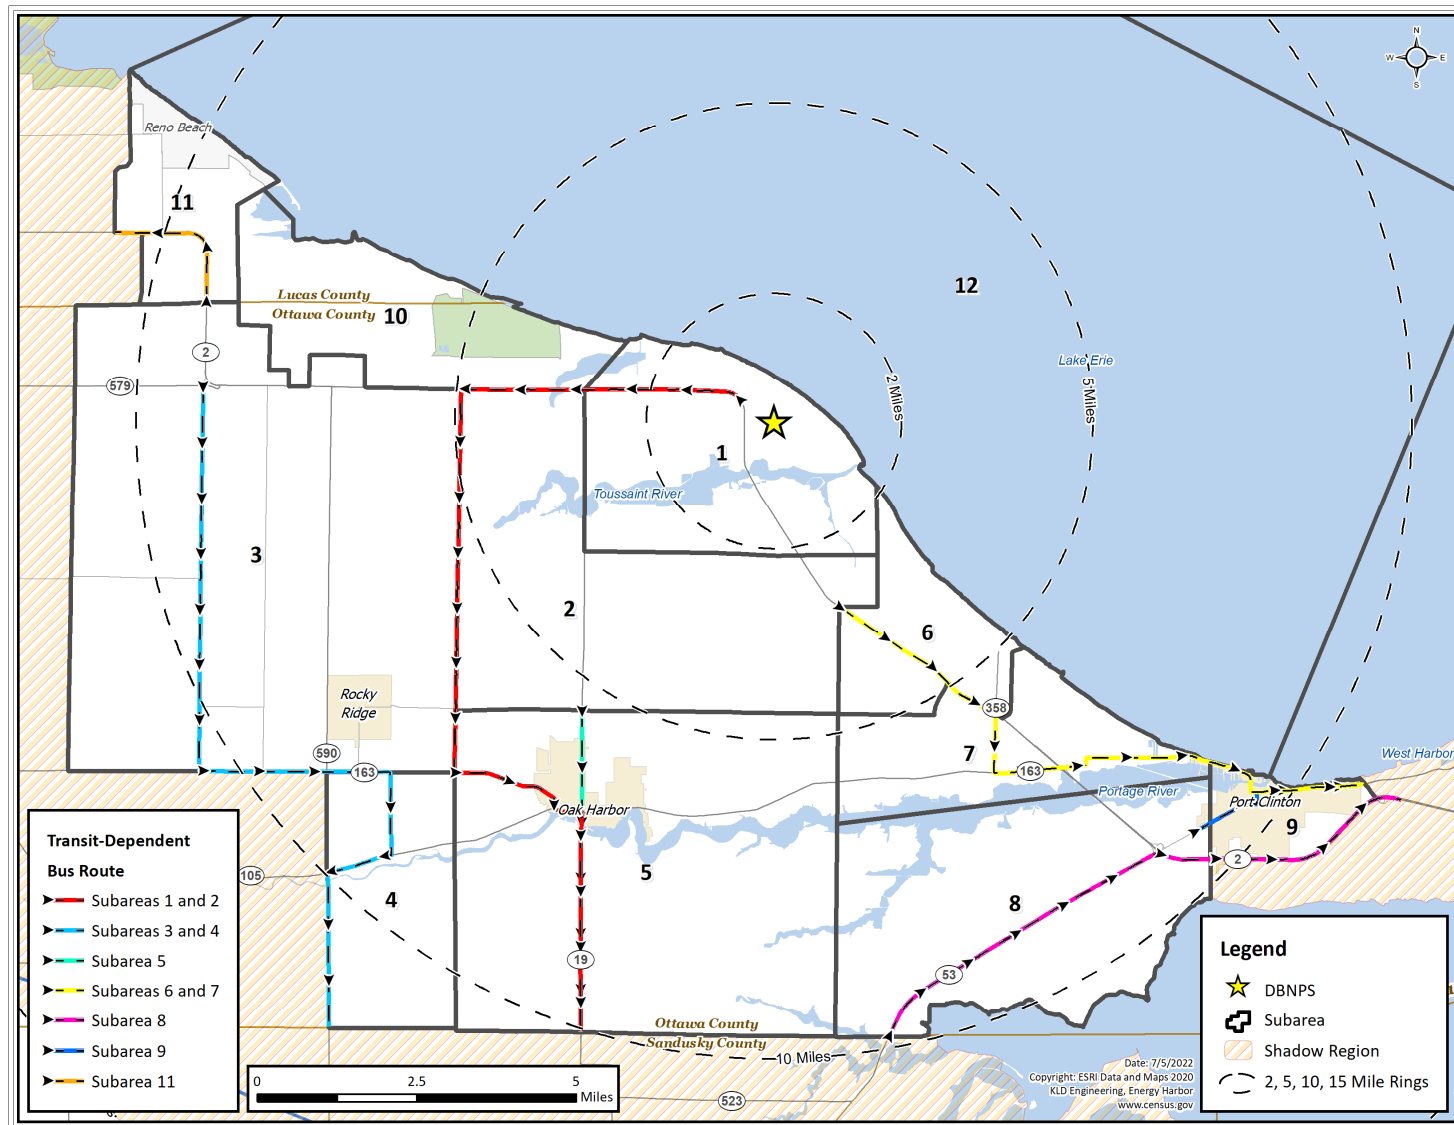 N
W E
S
Reno Beach
11
12
Lucas County
Ottawa County
10
2
Lake Erie
579
2 Miles
5 Miles
1
Toussaint River
3
2
6
Rocky
Ridge
358
590
163
7
163
West Harbor
Portage River
Oak Harbor
Port Clinton
9
2
105
4
5
8
19
53
Ottawa County
Sandusky County
10 Miles
523
Transit-Dependent
Bus Route
Subareas 1 and 2
Subareas 3 and 4
Subarea 5
Subareas 6 and 7
Subarea 8
Subarea 9
Subarea 11
0 2.5 5
Miles
Date: 7/5/2022
Copyright: ESRI Data and Maps 2020
KLD Engineering, Energy Harbor
www.census.gov
Legend
DBNPS
Subarea
Shadow Region
2, 5, 10, 15 Mile Rings